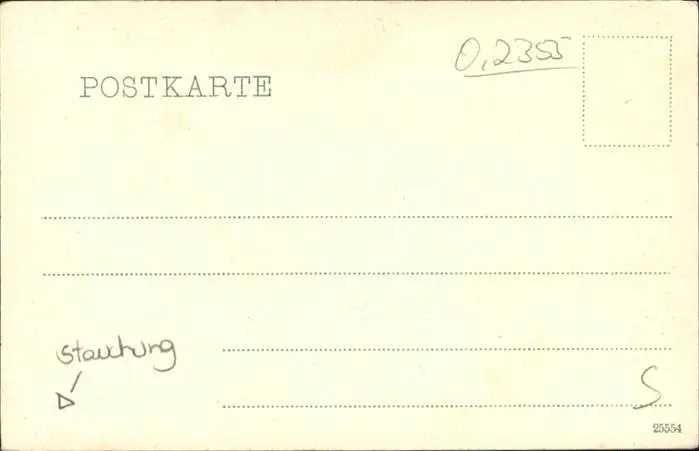 0,2355
POSTKARTE
Stauchung
S
25554